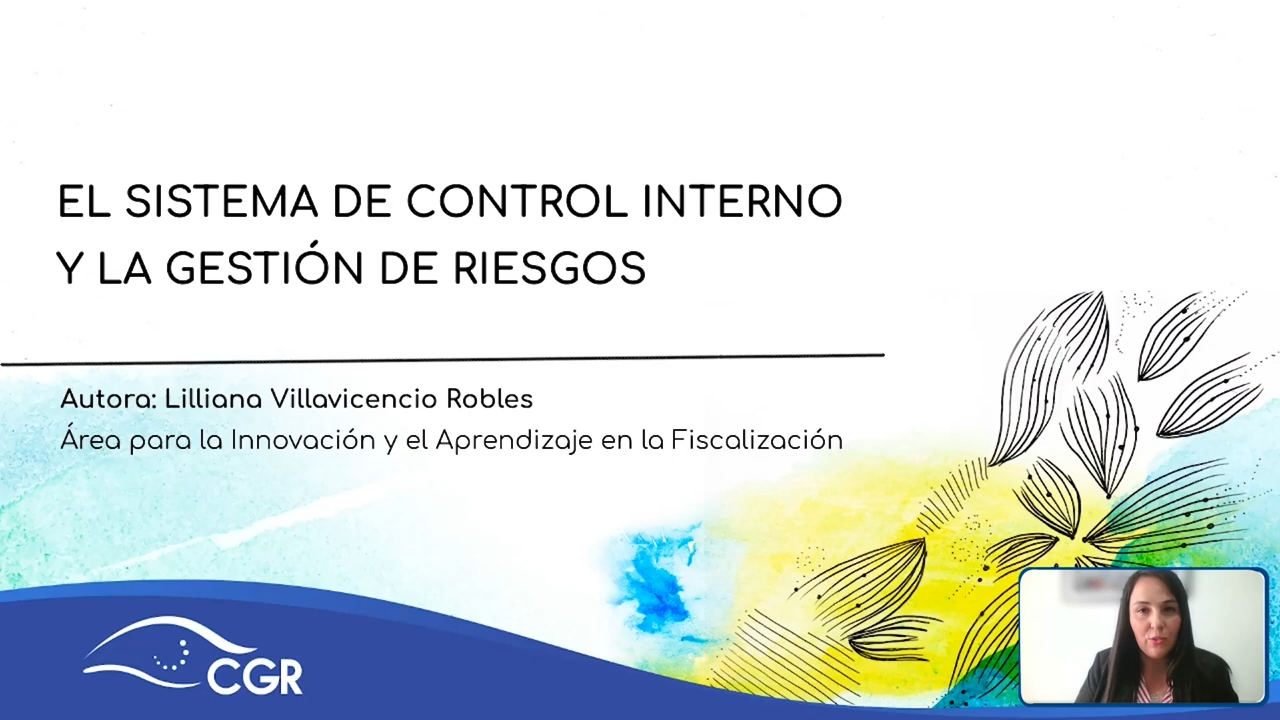 EL SISTEMA DE CONTROL INTERNO
Y LA GESTIÓN DE RIESGOS
Autora: Lilliana Villavicencio Robles
Área para la Innovación y el Aprendizaje en la Fiscalización
CGR